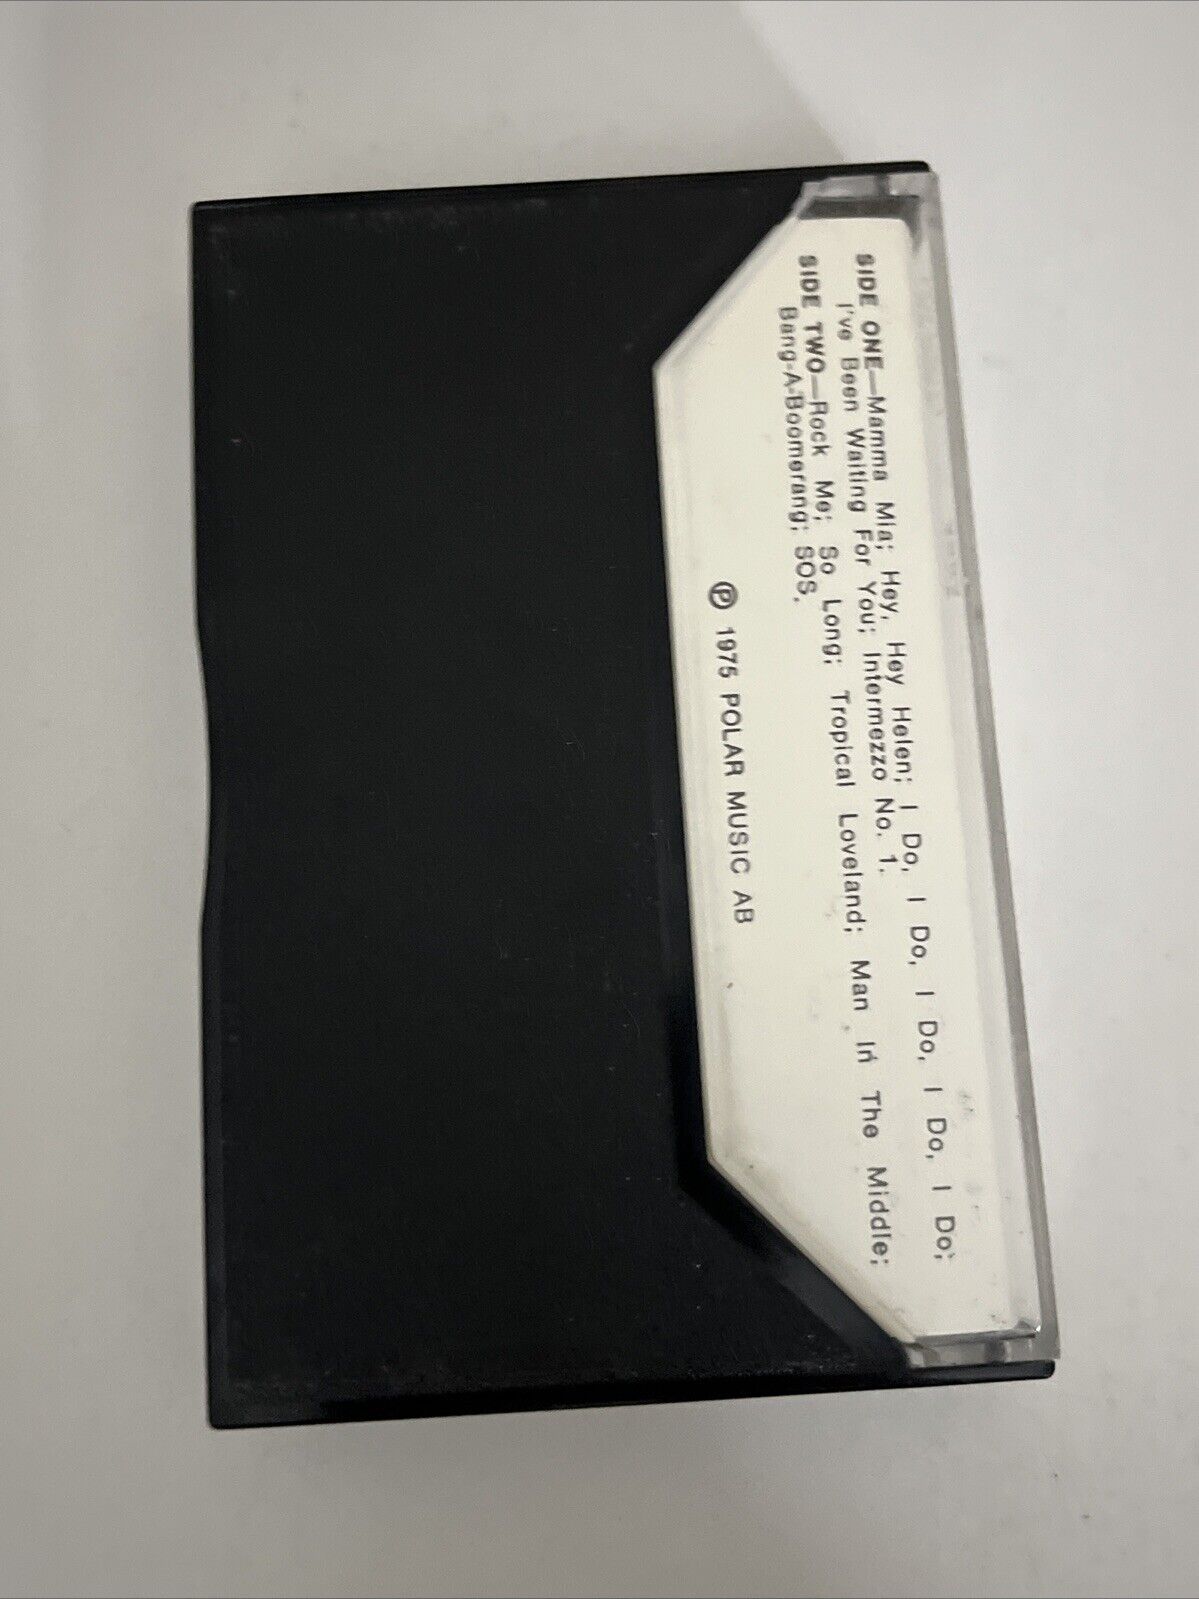 SIDE ONE—Mamma Mia; Hey, Hey Helen; I Do, I Do, I Do, I Do, I Do;
I've Been Waiting For You; Intermezzo No. 1.
SIDE TWO—Rock Me; So Long; Tropical Loveland; Man In The Middle;
Bang-A-Boomerang; SOS.
℗ 1975 POLAR MUSIC AB